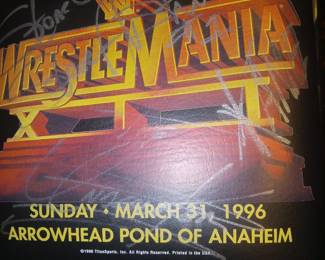 WRESTLEMANIA
XII
SUNDAY • MARCH 31, 1996
ARROWHEAD POND OF ANAHEIM
©1996 TitanSports, Inc. All Rights Reserved. Printed in the USA.